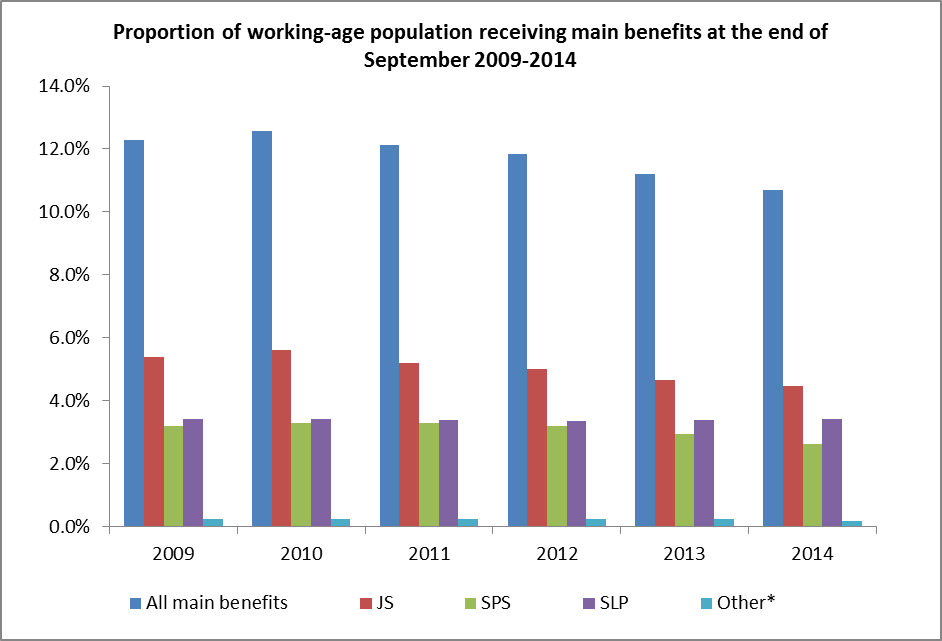 Proportion of working-age population receiving main benefits at the end of
September 2009-2014
14.0%
12.0%
10.0%
8.0%
6.0%
4.0%
2.0%
0.0%
2009 2010 2011 2012 2013 2014
All main benefits JS SPS SLP Other*